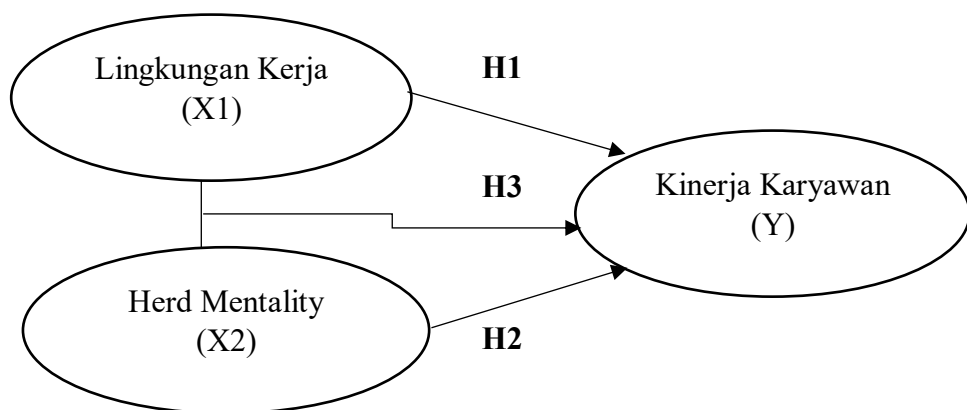 Lingkungan Kerja
(X1)
H1
H3
Kinerja Karyawan
(Y)
Herd Mentality
(X2)
H2